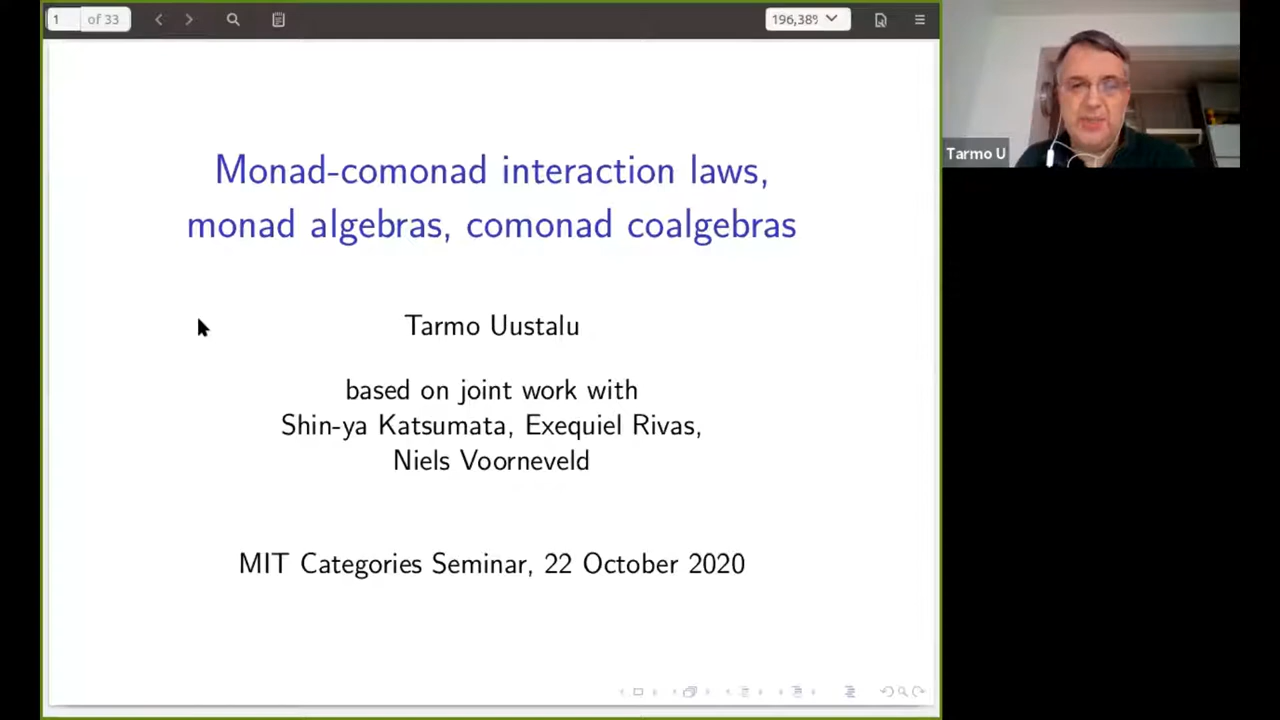 1 of 33
196,38%
Tarmo U
Monad-comonad interaction laws,
monad algebras, comonad coalgebras
Tarmo Uustalu
based on joint work with
Shin-ya Katsumata, Exequiel Rivas,
Niels Voorneveld
MIT Categories Seminar, 22 October 2020